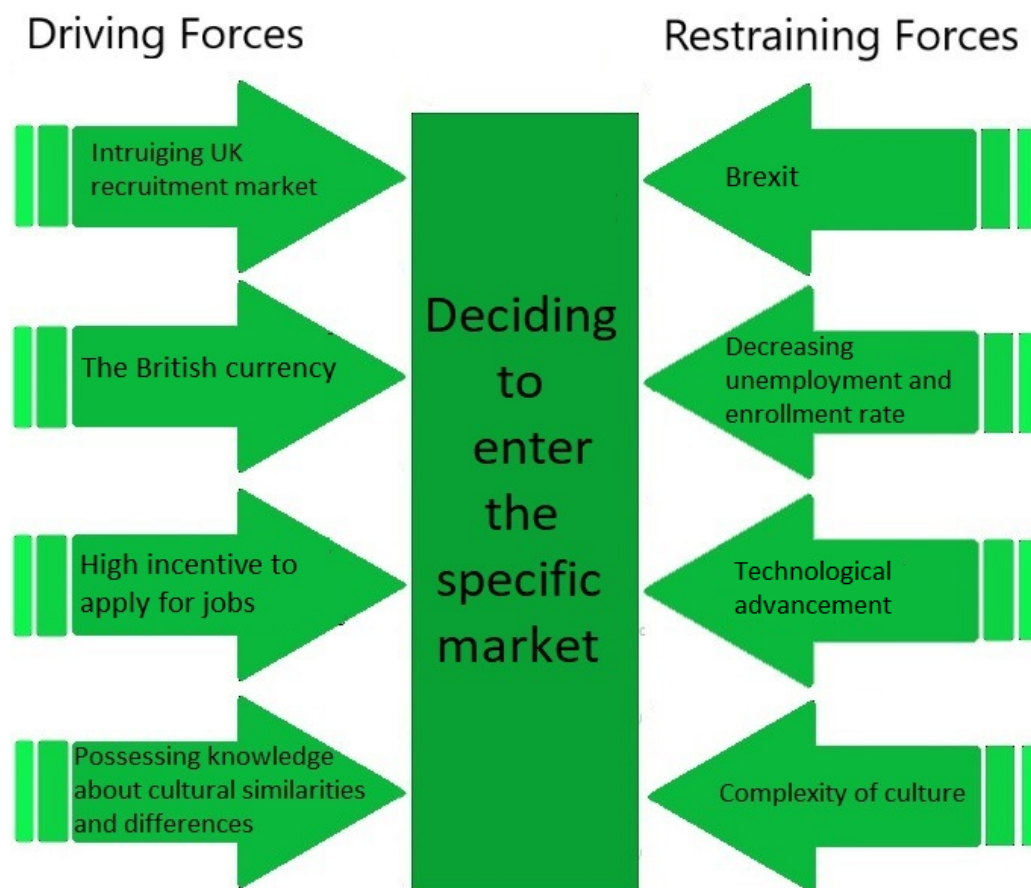 Driving Forces
Restraining Forces
Intruiging UK
recruitment market
The British currency
High incentive to
apply for jobs
Possessing knowledge
about cultural similarities
and differences
Deciding
to
enter
the
specific
market
Brexit
Decreasing
unemployment and
enrollment rate
Technological
advancement
Complexity of culture